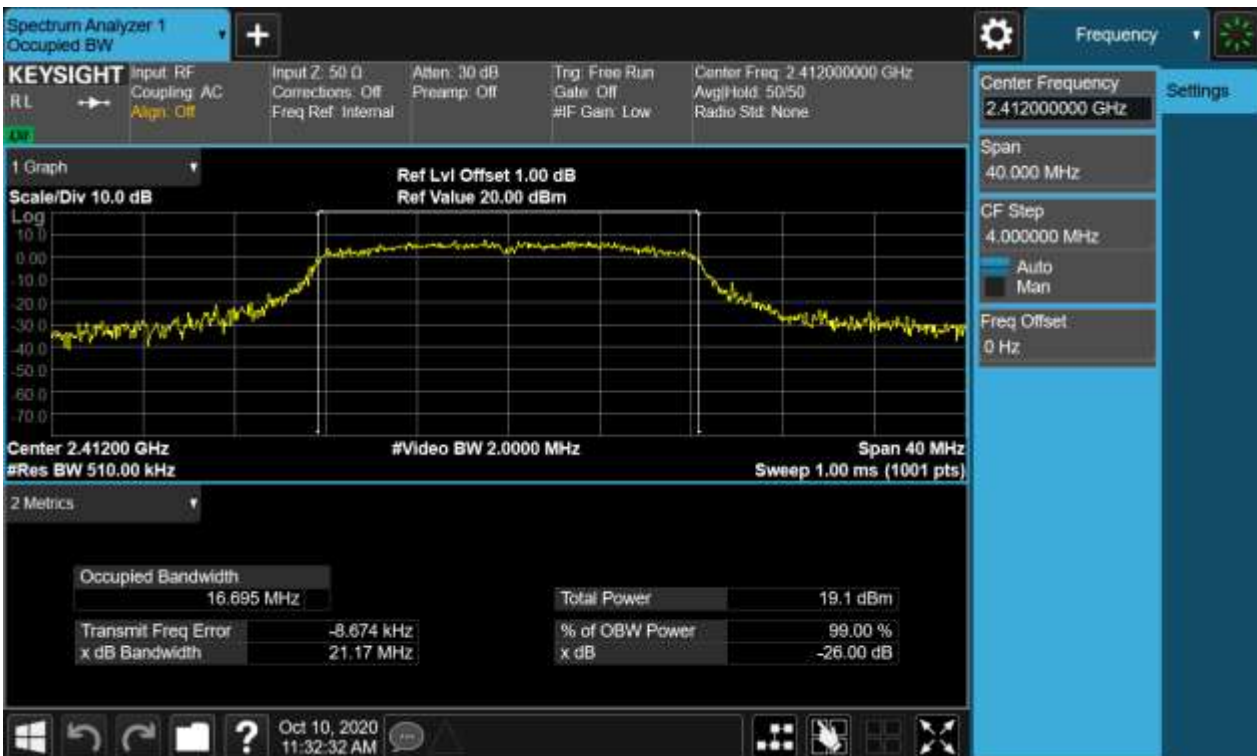 Spectrum Analyzer 1
Occupied BW
Frequency
KEYSIGHT
RL
Input: RF
Coupling: AC
Align: Off
Input Z: 50 Ω
Corrections: Off
Freq Ref: Internal
Atten: 30 dB
Preamp: Off
Trig: Free Run
Gate: Off
#IF Gain: Low
Center Freq: 2.412000000 GHz
Avg|Hold: 50/50
Radio Std: None
Center Frequency
2.412000000 GHz
Settings
Span
40.000 MHz
CF Step
4.000000 MHz
Auto
Man
Freq Offset
0 Hz
1 Graph
Scale/Div 10.0 dB
Ref Lvl Offset 1.00 dB
Ref Value 20.00 dBm
Log
10.0
0.00
-10.0
-20.0
-30.0
-40.0
-50.0
-60.0
-70.0
Center 2.41200 GHz
#Video BW 2.0000 MHz
Span 40 MHz
#Res BW 510.00 kHz
Sweep 1.00 ms (1001 pts)
2 Metrics
Occupied Bandwidth
16.695 MHz
Total Power 19.1 dBm
Transmit Freq Error -8.674 kHz
% of OBW Power 99.00 %
x dB Bandwidth 21.17 MHz
x dB -26.00 dB
?
Oct 10, 2020
11:32:32 AM